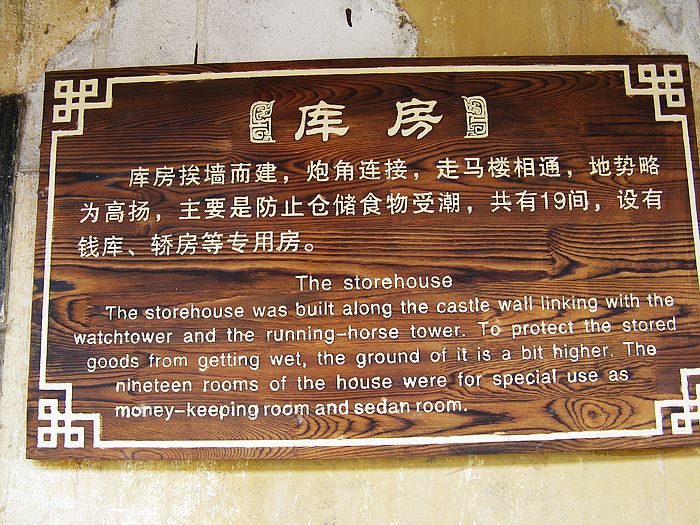 库房
库房挨墙而建，炮角连接，走马楼相通，地势略
为高扬，主要是防止仓储食物受潮，共有19间，设有
钱库、轿房等专用房。
The storehouse
The storehouse was built along the castle wall linking with the
watchtower and the running-horse tower. To protect the stored
goods from getting wet, the ground of it is a bit higher. The
nineteen rooms of the house were for special use as
money-keeping room and sedan room.